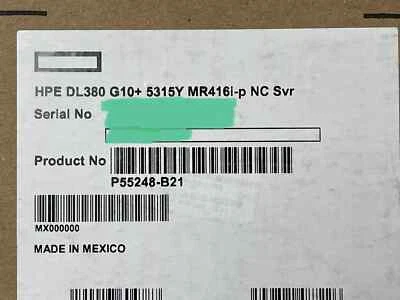 HPE DL380 G10+ 5315Y MR416i-p NC Svr
Serial No
Product No
P55248-B21
MX000000
MADE IN MEXICO